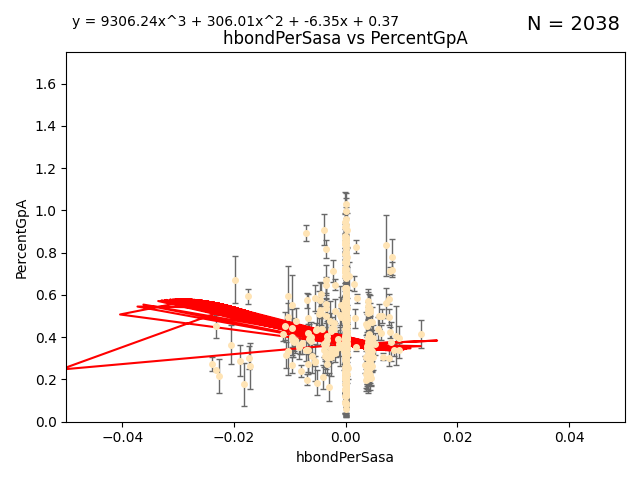 y = 9306.24x^3 + 306.01x^2 + -6.35x + 0.37
N = 2038
hbondPerSasa vs PercentGpA
1.6
1.4
1.2
1.0
0.8
0.6
0.4
0.2
0.0
PercentGpA
−0.04
−0.02
0.00
0.02
0.04
hbondPerSasa